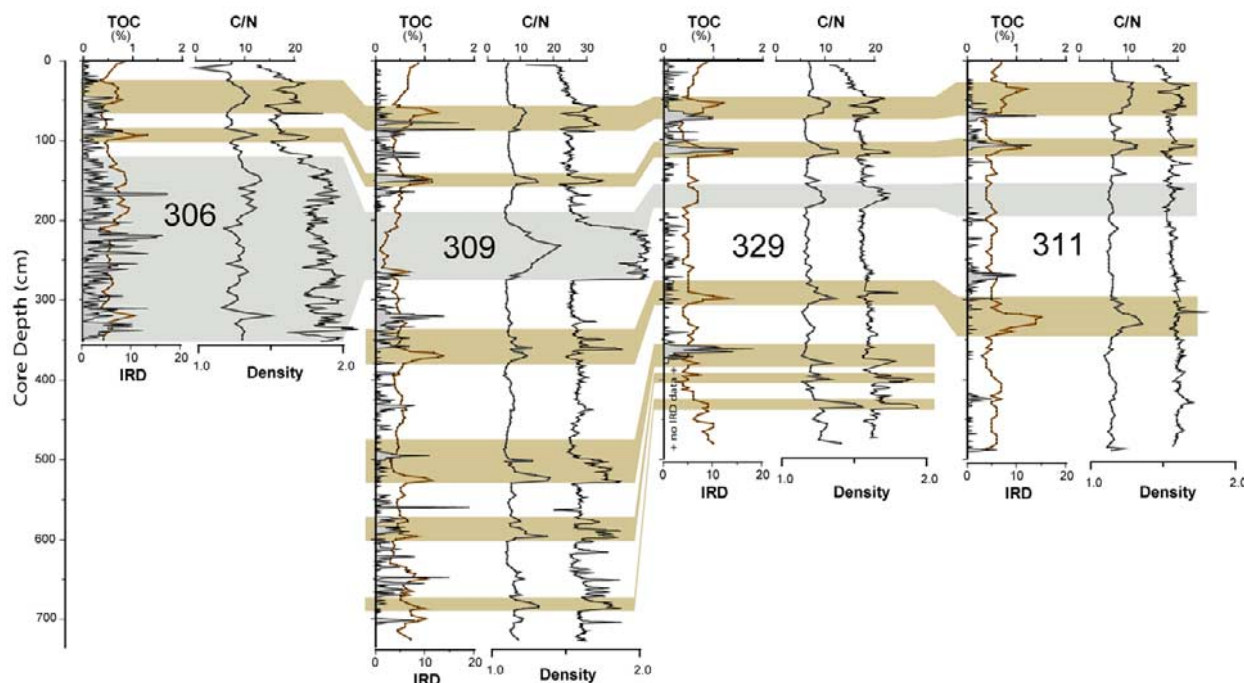 TOC C/N TOC C/N TOC C/N TOC C/N
(%) (%) (%) (%)
0 1 2 0 10 20 0 1 2 0 10 20 30 0 1 2 0 10 20 0 1 2 0 10 20
0
100
200
300
400
500
600
700
Core Depth (cm)
306
309
329
311
0 10 20 1.0 2.0
IRD Density
+ no IRD data +
0 10 20 1.0 2.0 0 10 20 1.0 2.0
IRD Density IRD Density
0 10 20 1.0 2.0
IRD Density